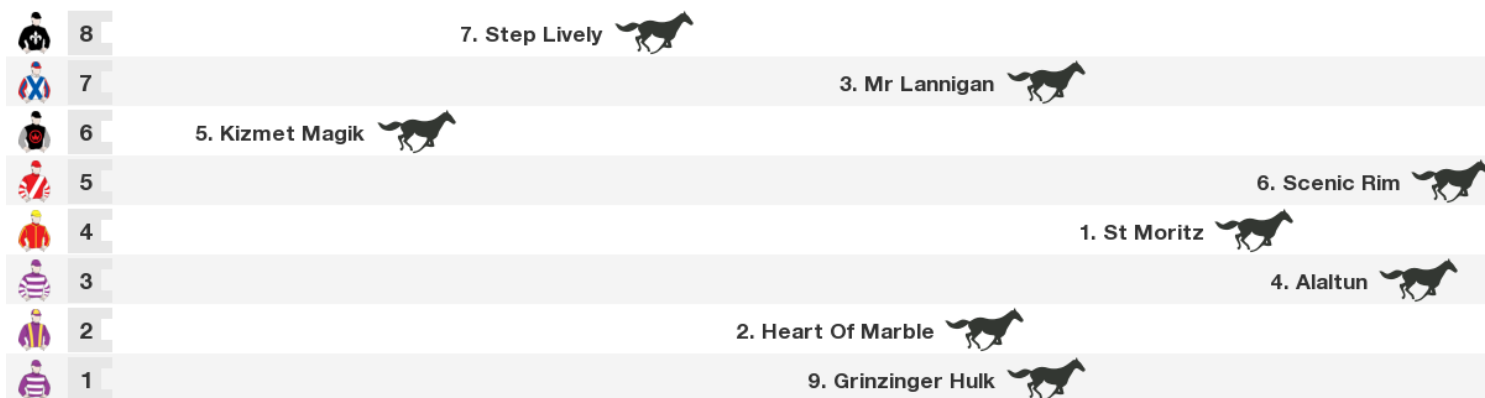 8 7. Step Lively
7 3. Mr Lannigan
6 5. Kizmet Magik
5 6. Scenic Rim
4 1. St Moritz
3 4. Alaltun
2 2. Heart Of Marble
1 9. Grinzinger Hulk